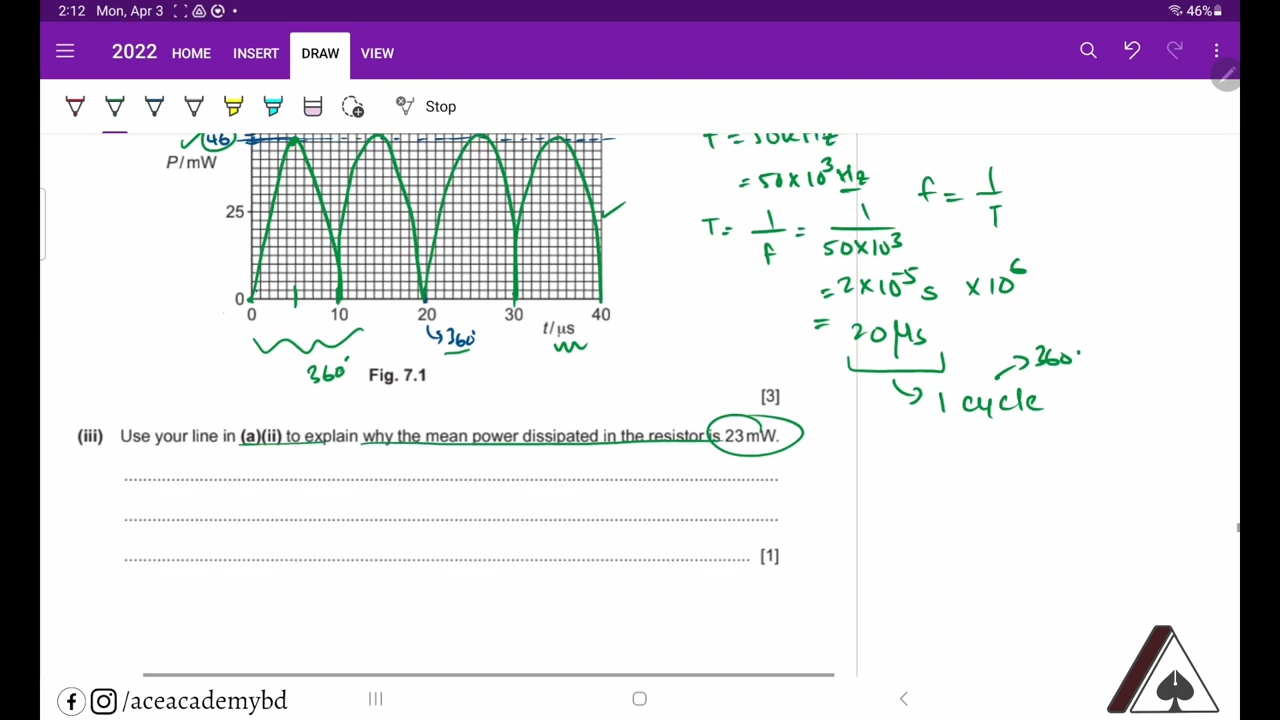 2:12 Mon, Apr 3 46%
2022 HOME INSERT DRAW VIEW
Stop
46
P/mW
25
0
0 10 20 30 40
t/μs
360°
360°
Fig. 7.1
[3]
(iii) Use your line in (a)(ii) to explain why the mean power dissipated in the resistor is 23 mW.
[1]
= 50×10³ Hz
f = 1/T
T = 1/f = 1/50×10³
= 2×10⁻⁵ s ×10⁶
= 20 μs
→ 1 cycle → 360°
/aceacademybd